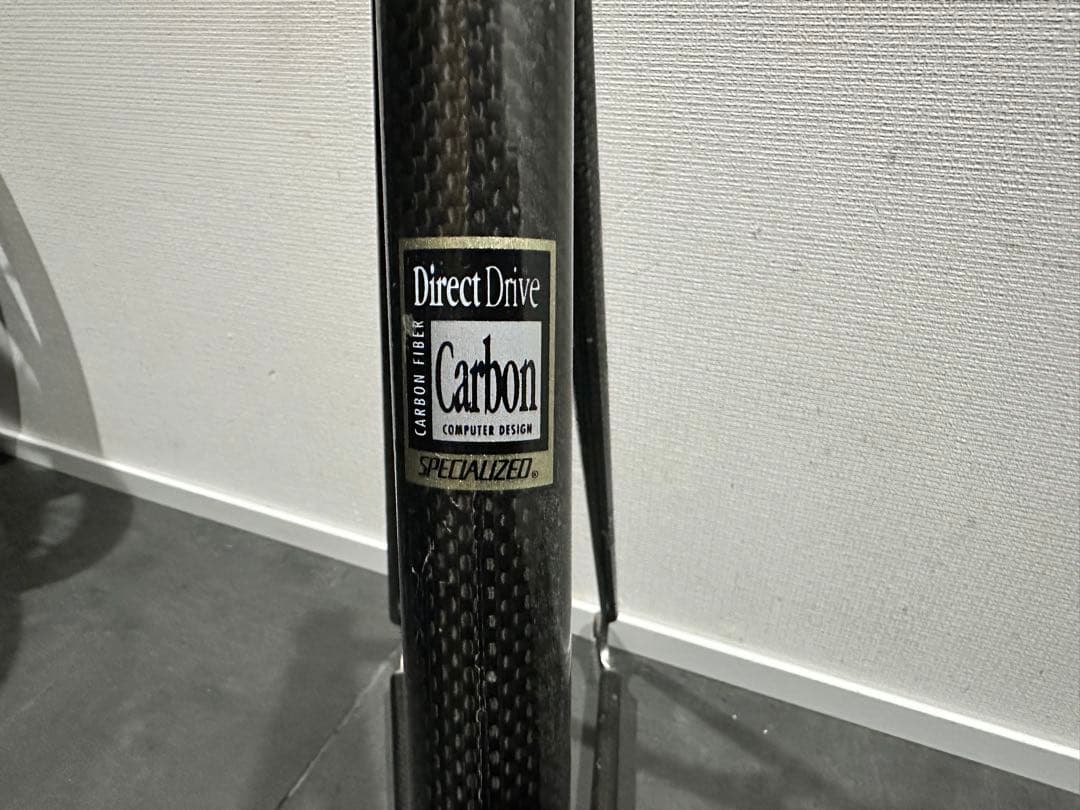 Direct Drive
CARBON FIBER
Carbon
COMPUTER DESIGN
SPECIALIZED®